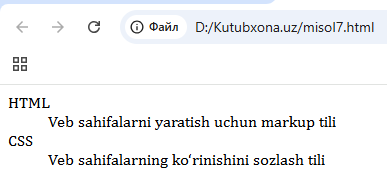 Файл
D:/Kutubxona.uz/misol7.html
HTML
Veb sahifalarni yaratish uchun markup tili
CSS
Veb sahifalarning ko‘rinishini sozlash tili